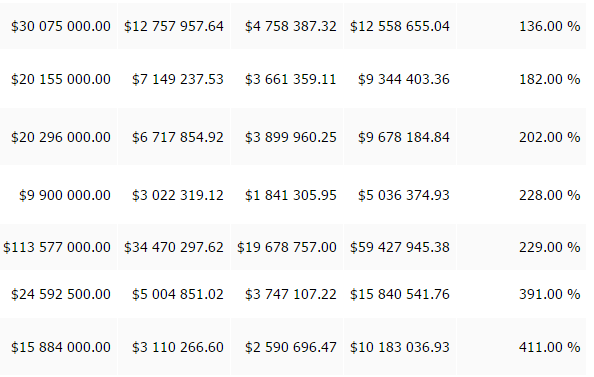 $30 075 000.00 $12 757 957.64 $4 758 387.32 $12 558 655.04 136.00 %
$20 155 000.00 $7 149 237.53 $3 661 359.11 $9 344 403.36 182.00 %
$20 296 000.00 $6 717 854.92 $3 899 960.25 $9 678 184.84 202.00 %
$9 900 000.00 $3 022 319.12 $1 841 305.95 $5 036 374.93 228.00 %
$113 577 000.00 $34 470 297.62 $19 678 757.00 $59 427 945.38 229.00 %
$24 592 500.00 $5 004 851.02 $3 747 107.22 $15 840 541.76 391.00 %
$15 884 000.00 $3 110 266.60 $2 590 696.47 $10 183 036.93 411.00 %